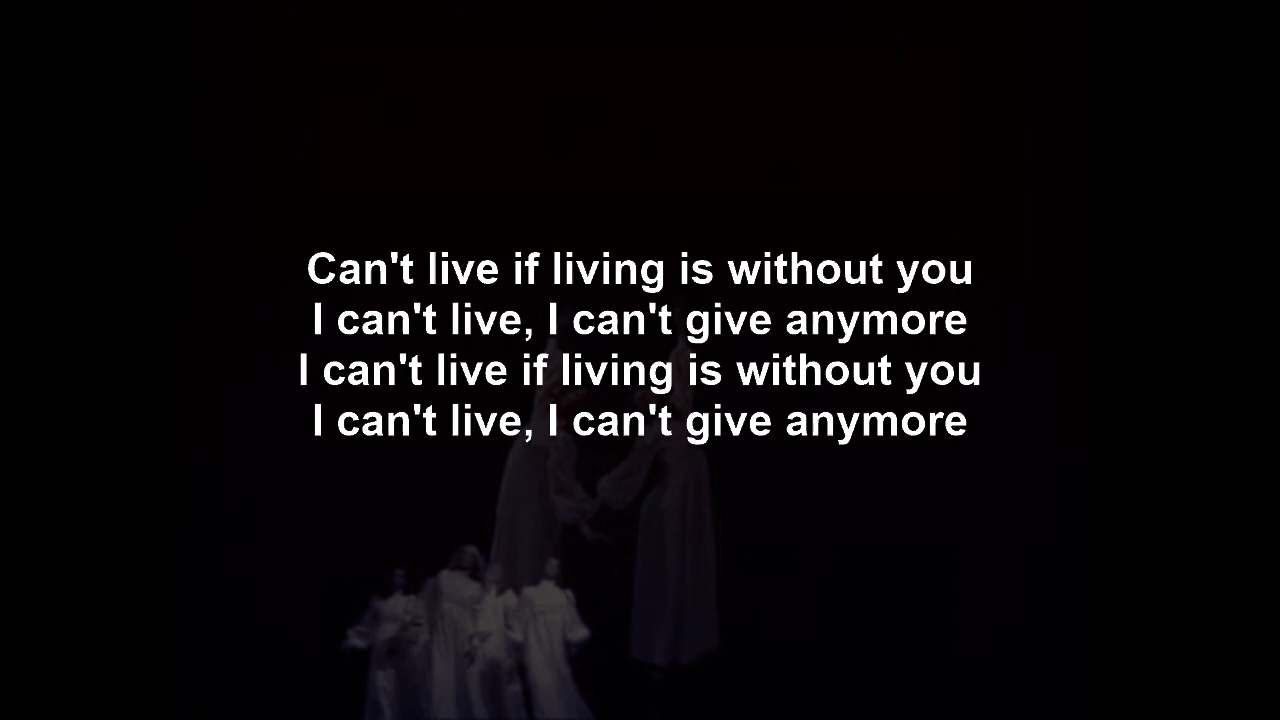 Can't live if living is without you
I can't live, I can't give anymore
I can't live if living is without you
I can't live, I can't give anymore